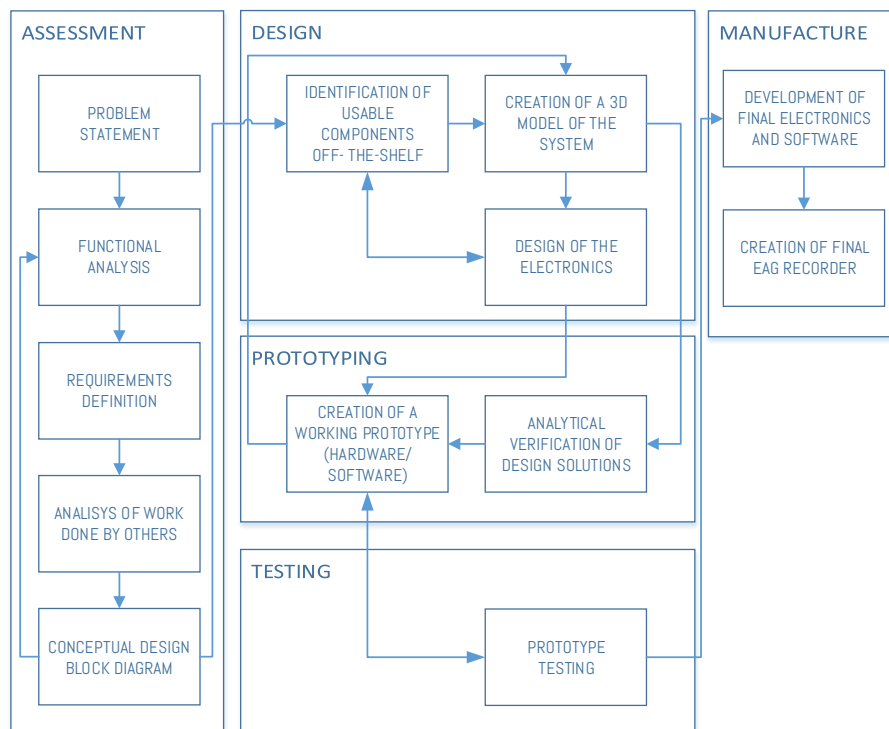 ASSESSMENT
PROBLEM
STATEMENT
FUNCTIONAL
ANALYSIS
REQUIREMENTS
DEFINITION
ANALISYS OF WORK
DONE BY OTHERS
CONCEPTUAL DESIGN
BLOCK DIAGRAM
DESIGN
IDENTIFICATION OF
USABLE
COMPONENTS
OFF- THE-SHELF
CREATION OF A 3D
MODEL OF THE
SYSTEM
DESIGN OF THE
ELECTRONICS
PROTOTYPING
CREATION OF A
WORKING PROTOTYPE
(HARDWARE/
SOFTWARE)
ANALYTICAL
VERIFICATION OF
DESIGN SOLUTIONS
TESTING
PROTOTYPE
TESTING
MANUFACTURE
DEVELOPMENT OF
FINAL ELECTRONICS
AND SOFTWARE
CREATION OF FINAL
EAG RECORDER